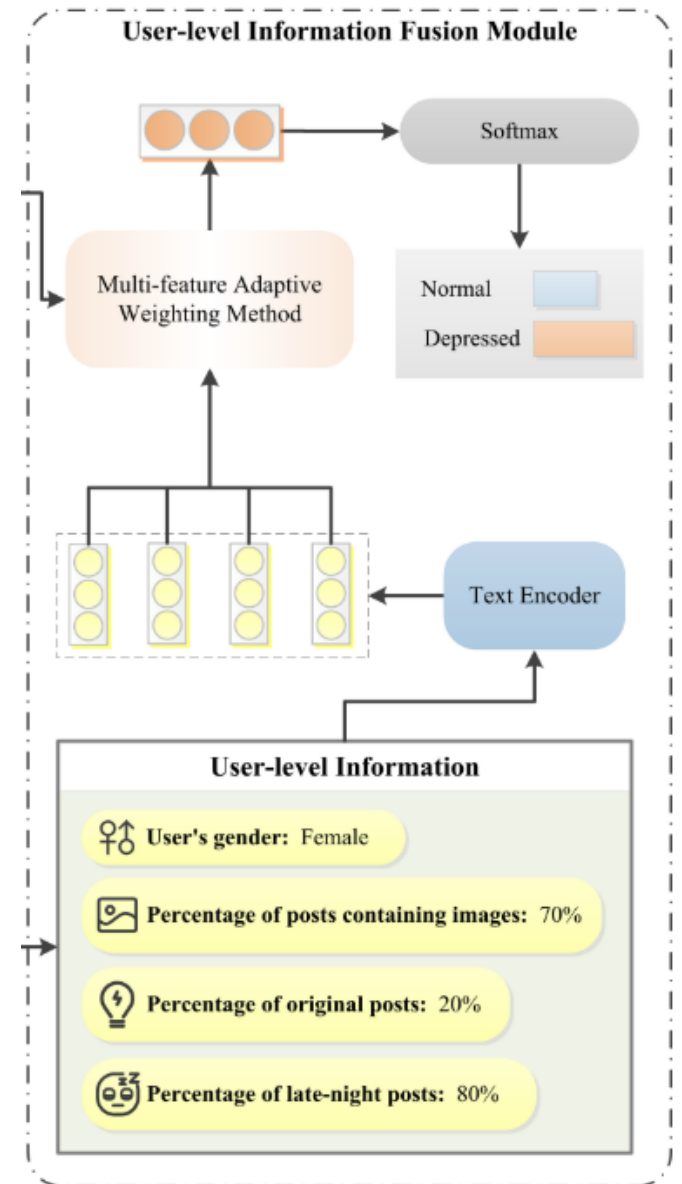 User-level Information Fusion Module
Softmax
Multi-feature Adaptive
Weighting Method
Normal
Depressed
Text Encoder
User-level Information
User's gender: Female
Percentage of posts containing images: 70%
Percentage of original posts: 20%
Percentage of late-night posts: 80%